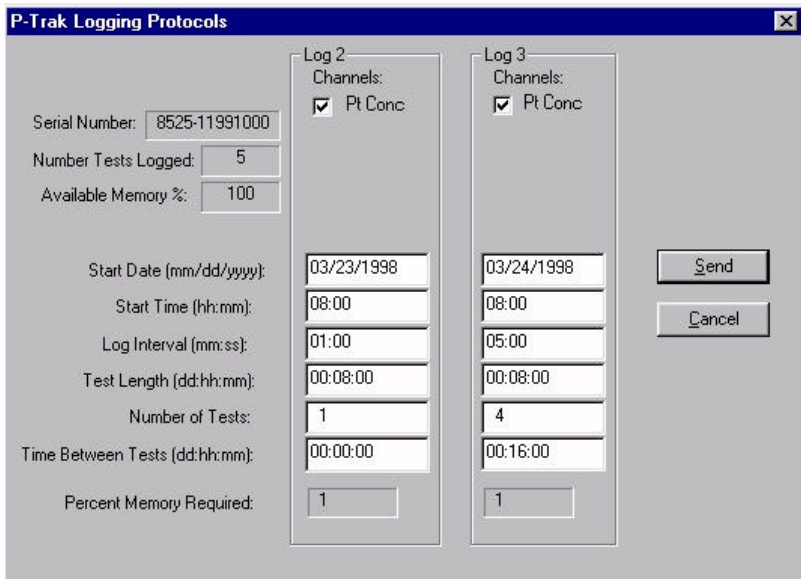 P-Trak Logging Protocols
Log 2
Log 3
Channels:
Channels:
Pt Conc
Pt Conc
Serial Number: 8525-11991000
Number Tests Logged: 5
Available Memory %: 100
Start Date (mm/dd/yyyy): 03/23/1998 03/24/1998
Send
Start Time (hh:mm): 08:00 08:00
Cancel
Log Interval (mm:ss): 01:00 05:00
Test Length (dd:hh:mm): 00:08:00 00:08:00
Number of Tests: 1 4
Time Between Tests (dd:hh:mm): 00:00:00 00:16:00
Percent Memory Required: 1 1